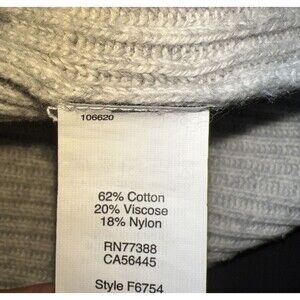 106620
62% Cotton
20% Viscose
18% Nylon
RN77388
CA56445
Style F6754